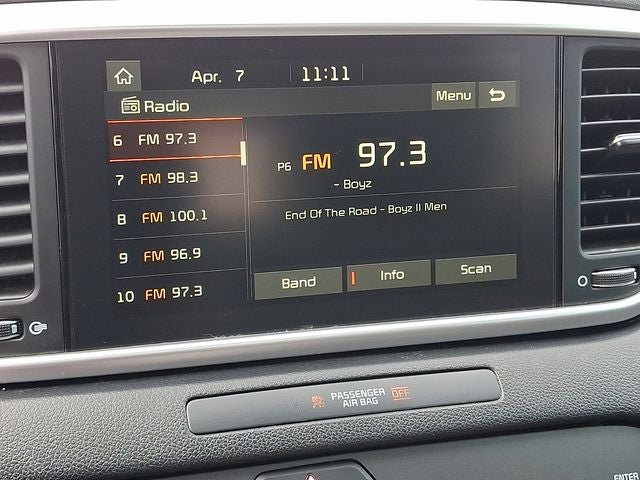 Apr. 7 11:11
Radio
Menu
6 FM 97.3
7 FM 98.3
8 FM 100.1
9 FM 96.9
10 FM 97.3
P6 FM 97.3
- Boyz
End Of The Road - Boyz II Men
Band
Info
Scan
PASSENGER
AIR BAG
OFF
ENTER